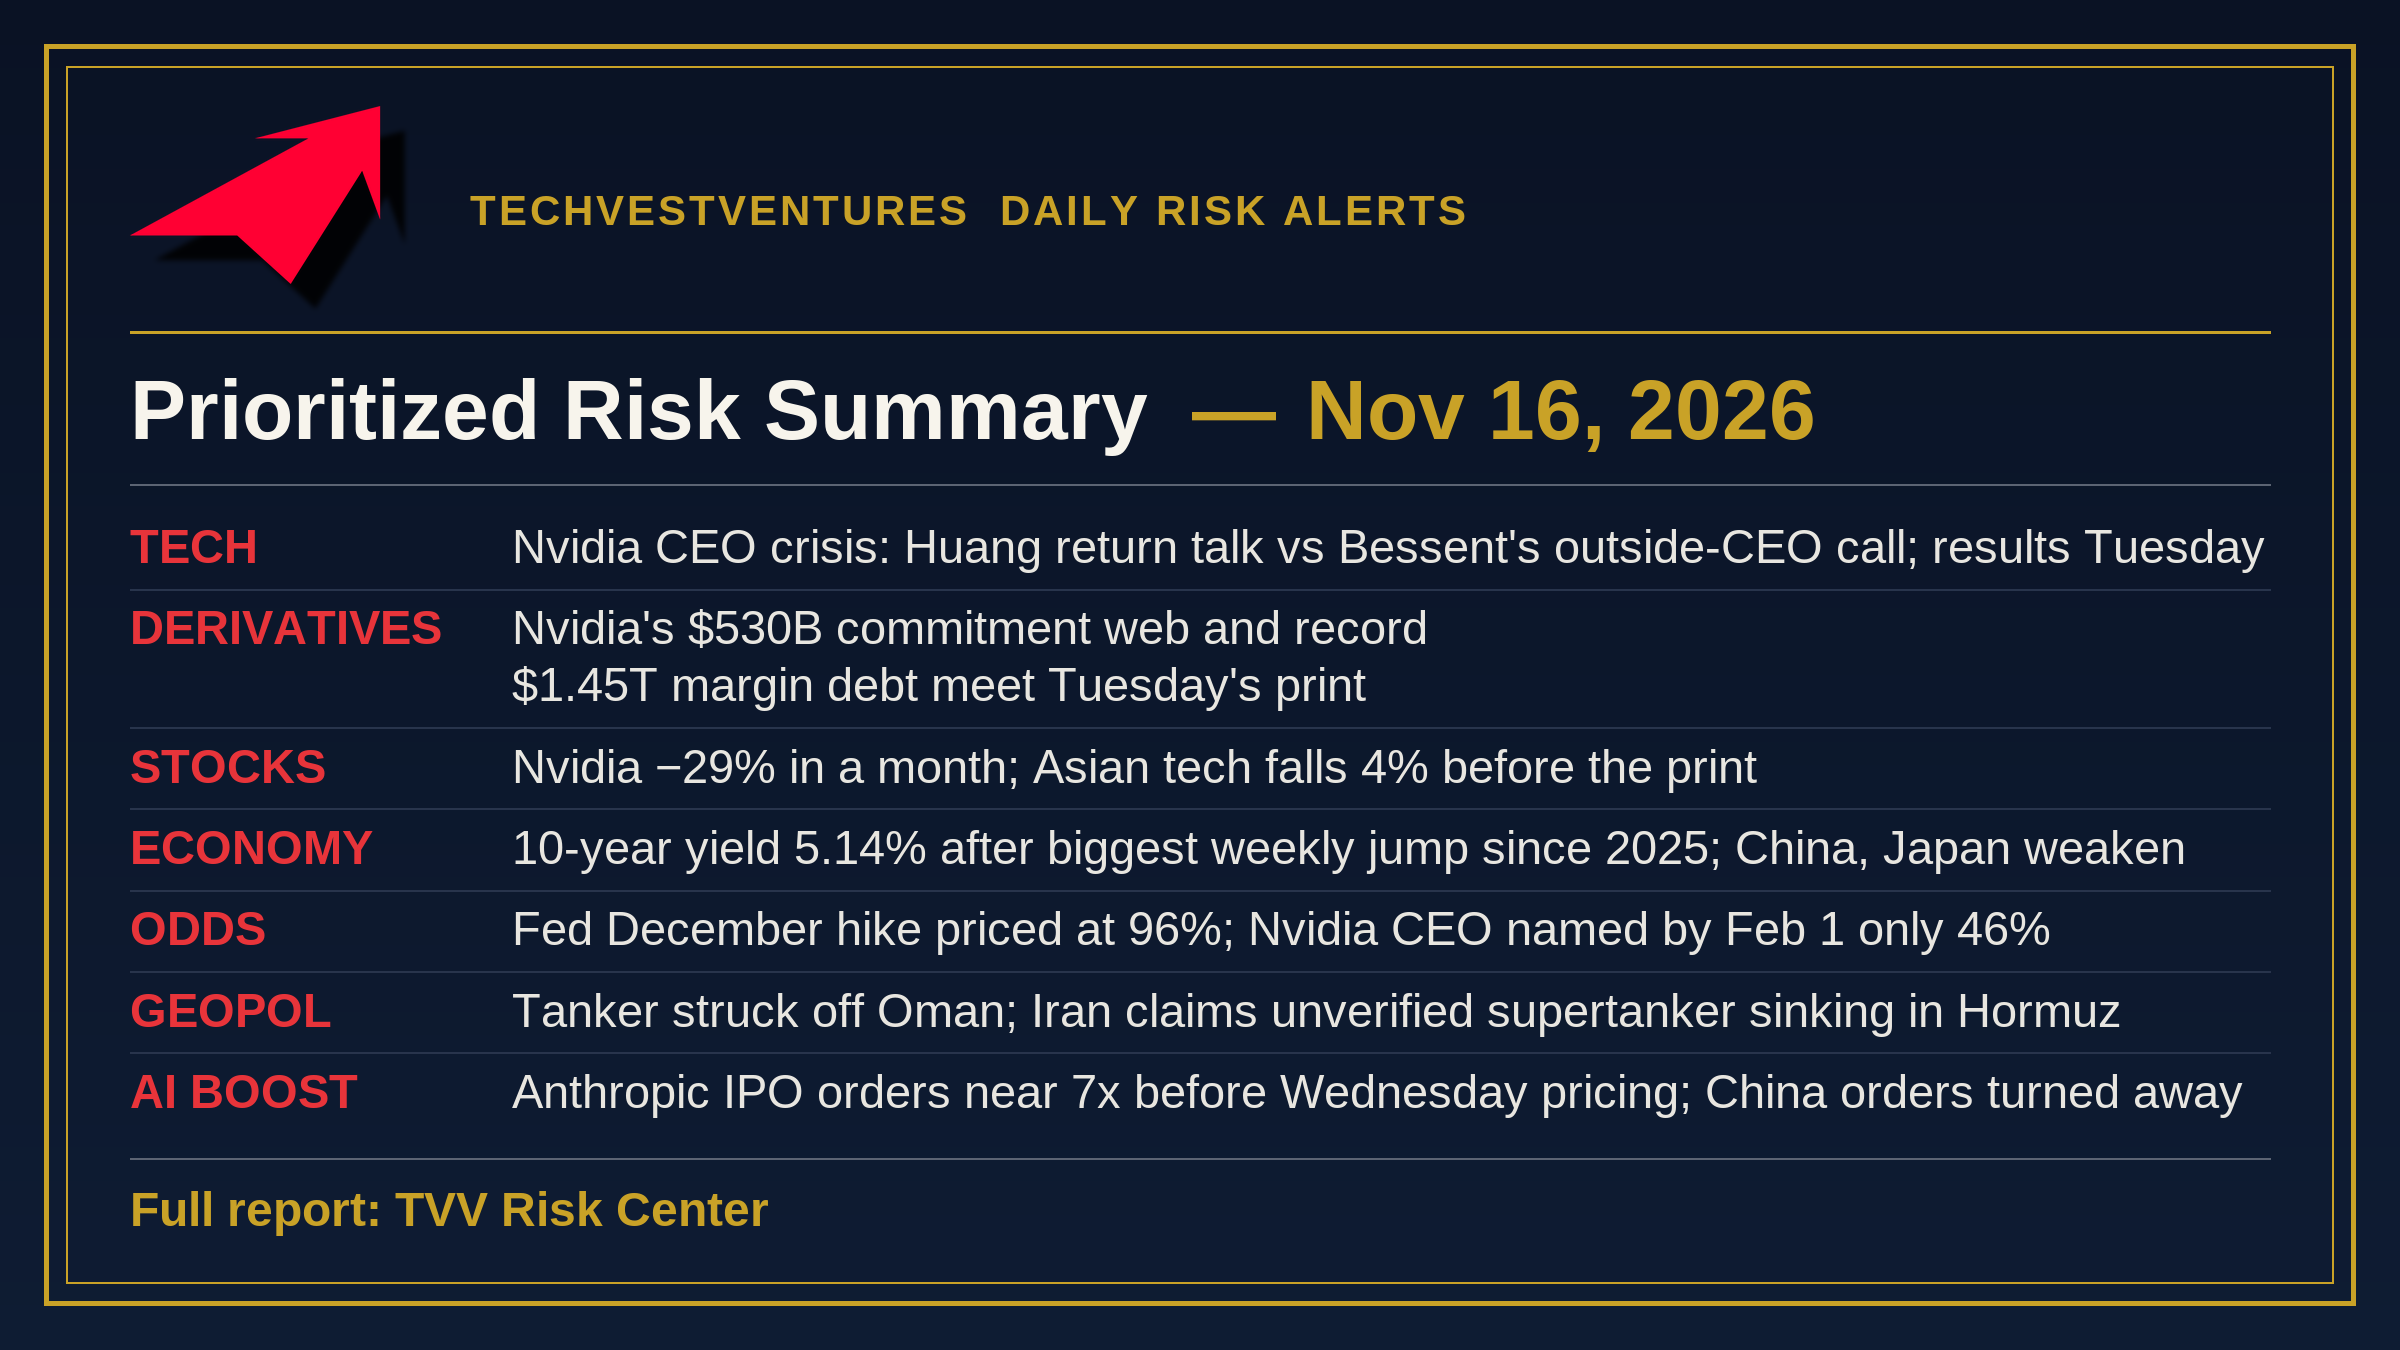 TECHVESTVENTURES DAILY RISK ALERTS
Prioritized Risk Summary — Nov 16, 2026
TECH Nvidia CEO crisis: Huang return talk vs Bessent's outside-CEO call; results Tuesday
DERIVATIVES Nvidia's $530B commitment web and record
$1.45T margin debt meet Tuesday's print
STOCKS Nvidia −29% in a month; Asian tech falls 4% before the print
ECONOMY 10-year yield 5.14% after biggest weekly jump since 2025; China, Japan weaken
ODDS Fed December hike priced at 96%; Nvidia CEO named by Feb 1 only 46%
GEOPOL Tanker struck off Oman; Iran claims unverified supertanker sinking in Hormuz
AI BOOST Anthropic IPO orders near 7x before Wednesday pricing; China orders turned away
Full report: TVV Risk Center